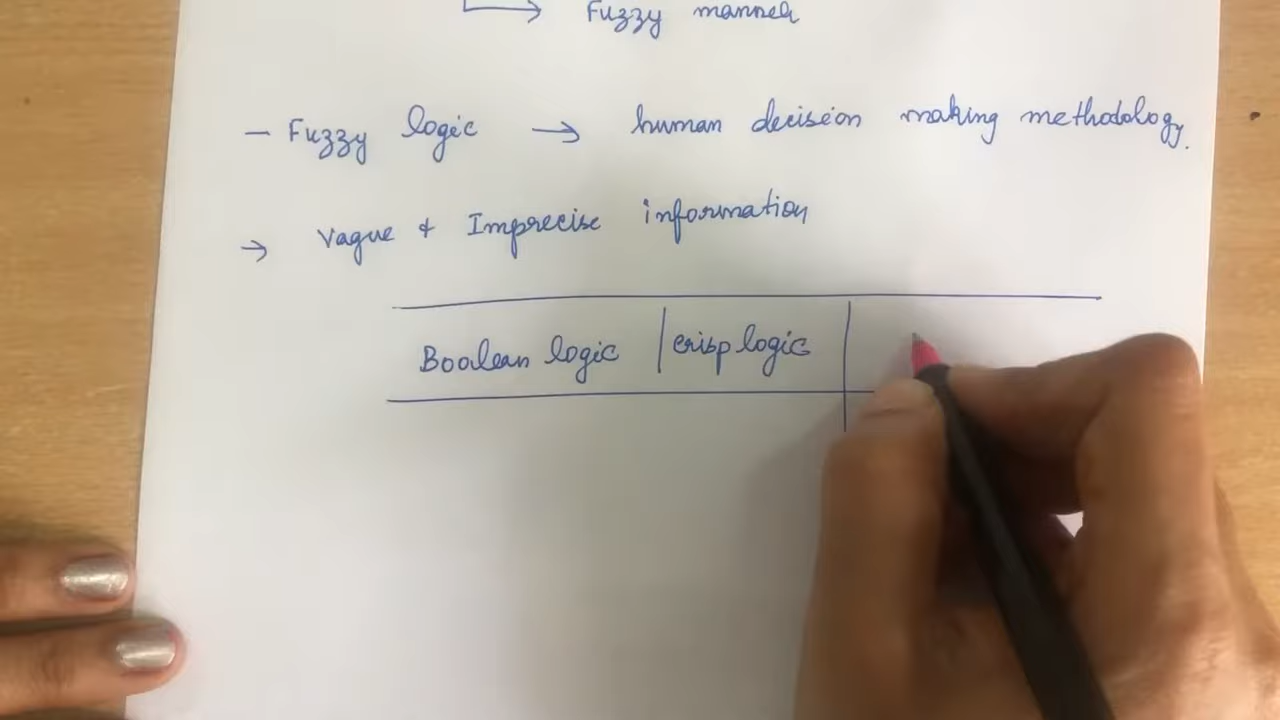 Fuzzy manner
- Fuzzy logic → human decision making methodology.
→ Vague + Imprecise information
Boolean logic | crisp logic